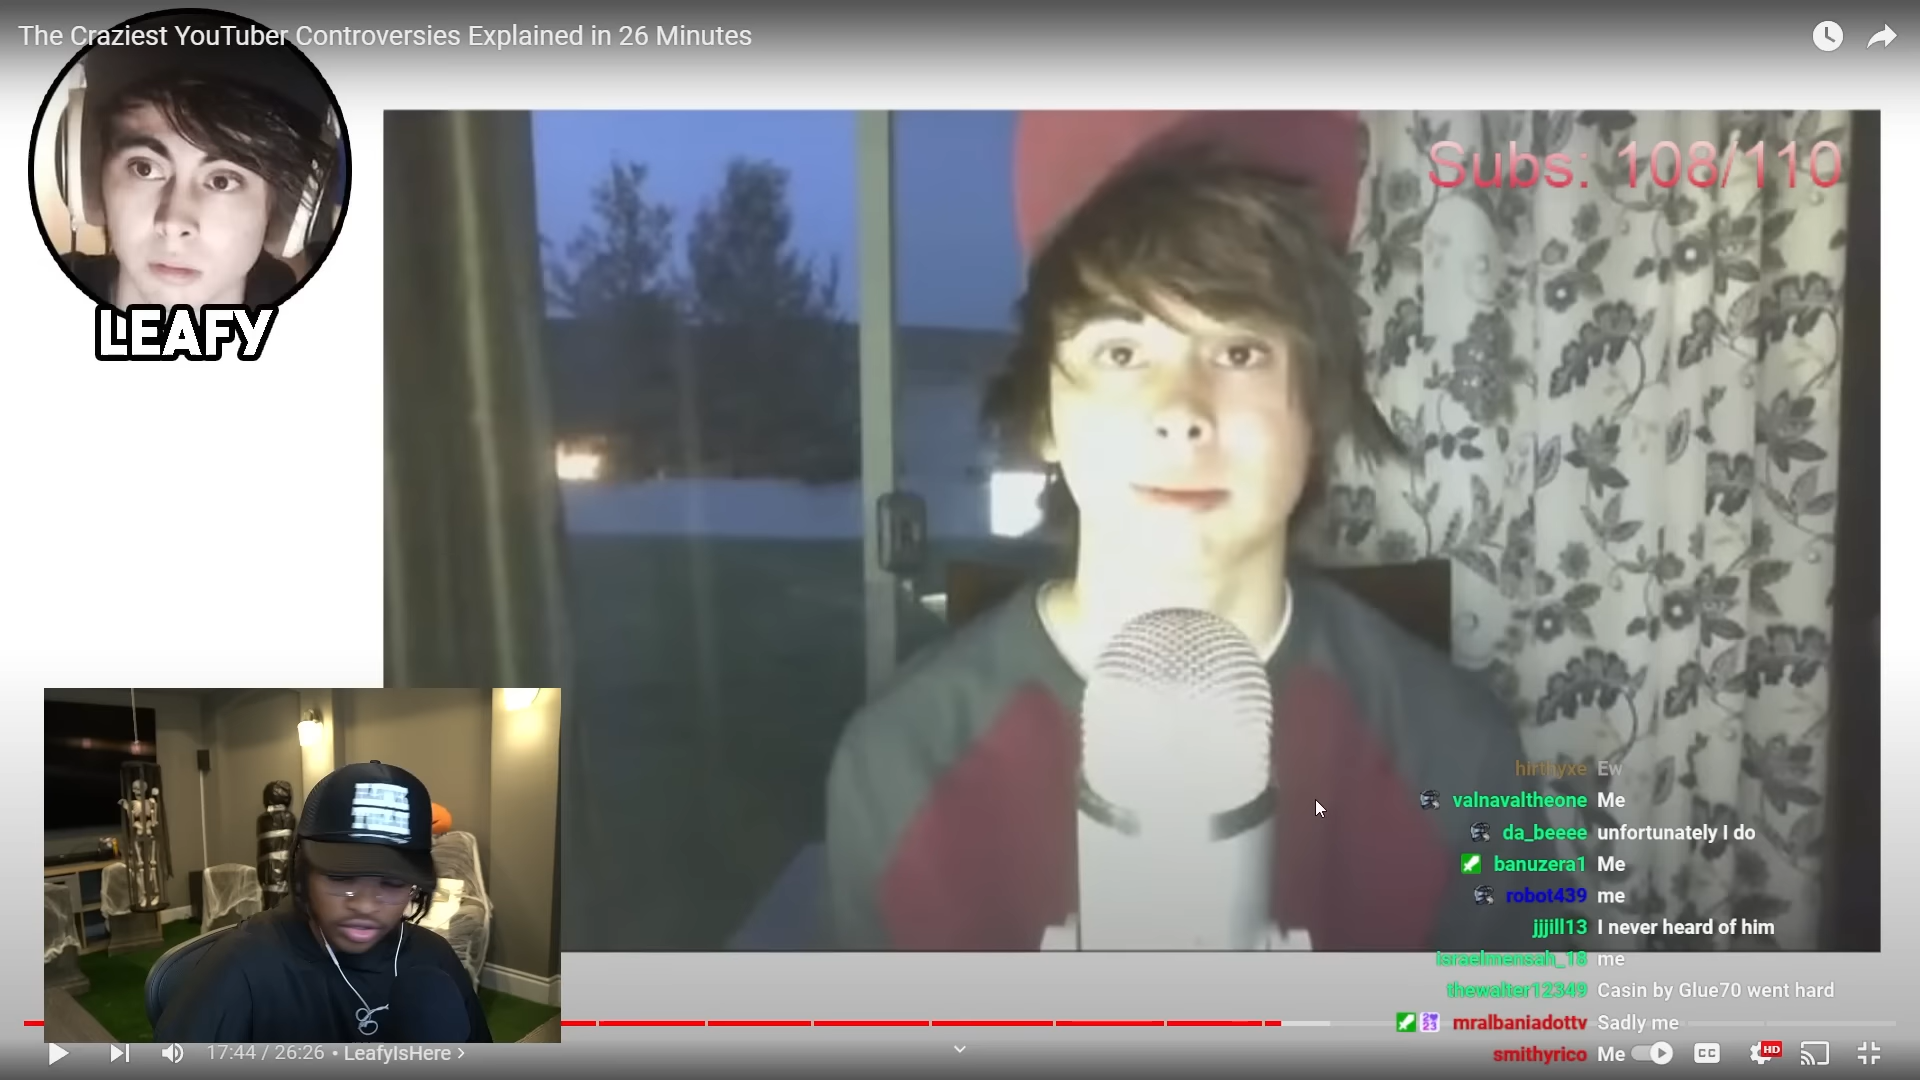 The Craziest YouTuber Controversies Explained in 26 Minutes
LEAFY
Subs: 108/110
hirthyxe Ew
valnavaltheone Me
da_beeee unfortunately I do
banuzera1 Me
robot439 me
jjjill13 I never heard of him
israelmensah_18 me
thewalter12349 Casin by Glue70 went hard
mralbaniadottv Sadly me
smithyrico Me
17:44 / 26:26 • LeafyIsHere >
CC
HD